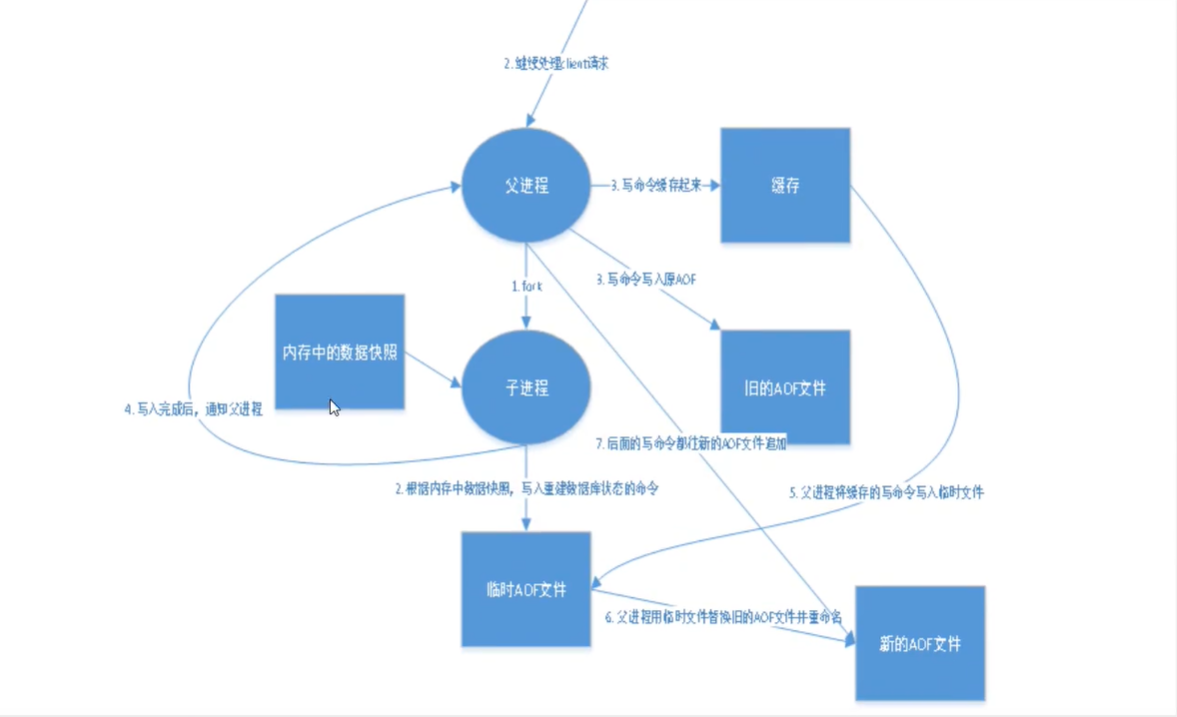 2.继续处理client请求
父进程
3.写命令缓存起来
缓存
1.fork
3.写命令写入原AOF
内存中的数据快照
子进程
旧的AOF文件
4.写入完成后，通知父进程
7.后面的写命令都往新的AOF文件追加
2.根据内存中数据快照，写入重建数据库状态的命令
5.父进程将缓存的写命令写入临时文件
临时AOF文件
6.父进程用临时文件替换旧的AOF文件并重命名
新的AOF文件